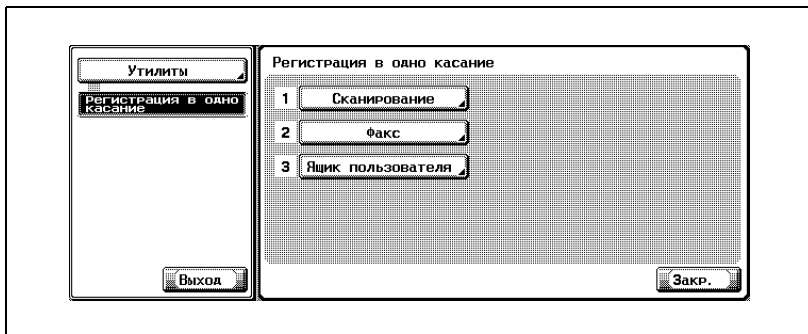 Утилиты
Регистрация в одно
касание
Выход
Регистрация в одно касание
1 Сканирование
2 Факс
3 Ящик пользователя
Закр.